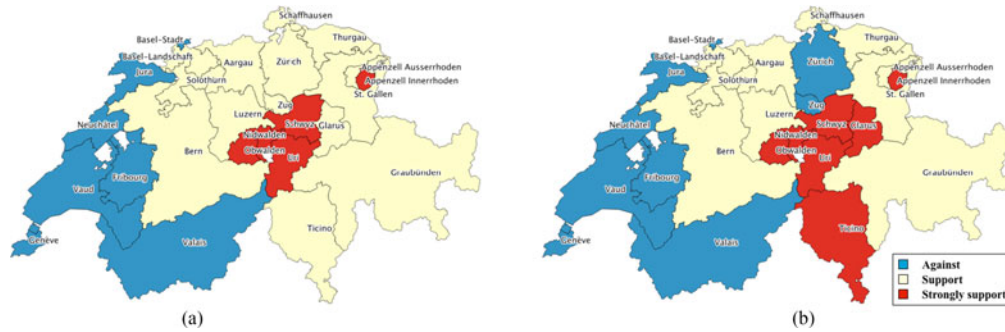 Schaffhausen
Basel-Stadt
Thurgau
Basel-Landschaft
Aargau
Zürich
Jura
Appenzell Ausserrhoden
Solothurn
Appenzell Innerrhoden
St. Gallen
Zug
Luzern
Schwyz
Neuchâtel
Glarus
Nidwalden
Bern
Obwalden
Uri
Graubünden
Fribourg
Vaud
Genève
Valais
Ticino
(a)
Schaffhausen
Basel-Stadt
Thurgau
Basel-Landschaft
Aargau
Zürich
Jura
Appenzell Ausserrhoden
Solothurn
Appenzell Innerrhoden
St. Gallen
Zug
Luzern
Schwyz
Neuchâtel
Glarus
Nidwalden
Bern
Obwalden
Uri
Graubünden
Fribourg
Vaud
Genève
Valais
Ticino
Against
Support
Strongly support
(b)